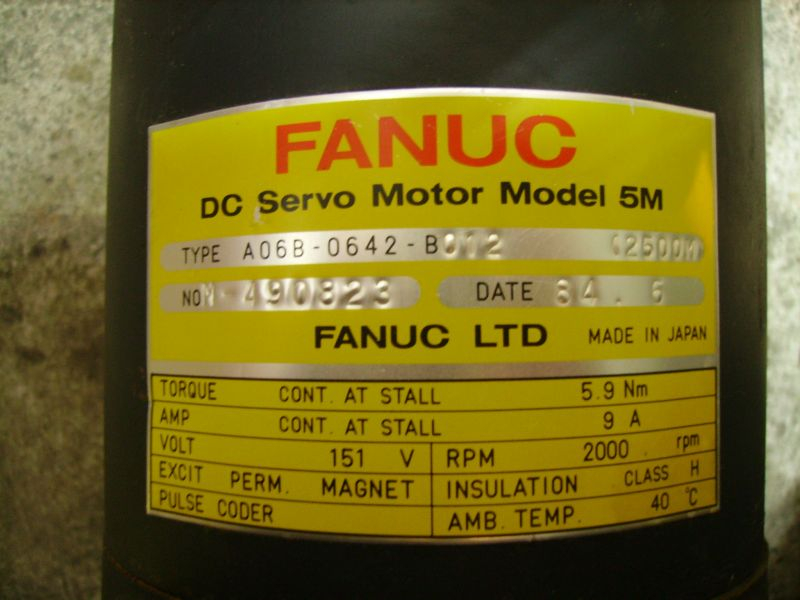 FANUC
DC Servo Motor Model 5M
TYPE A06B-0642-B002 (2500M)
NO M-490823 DATE 84.6
FANUC LTD MADE IN JAPAN
TORQUE CONT. AT STALL 5.9 Nm
AMP CONT. AT STALL 9 A
VOLT 151 V RPM 2000 rpm
EXCIT PERM. MAGNET INSULATION CLASS H
PULSE CODER AMB. TEMP. 40 °C